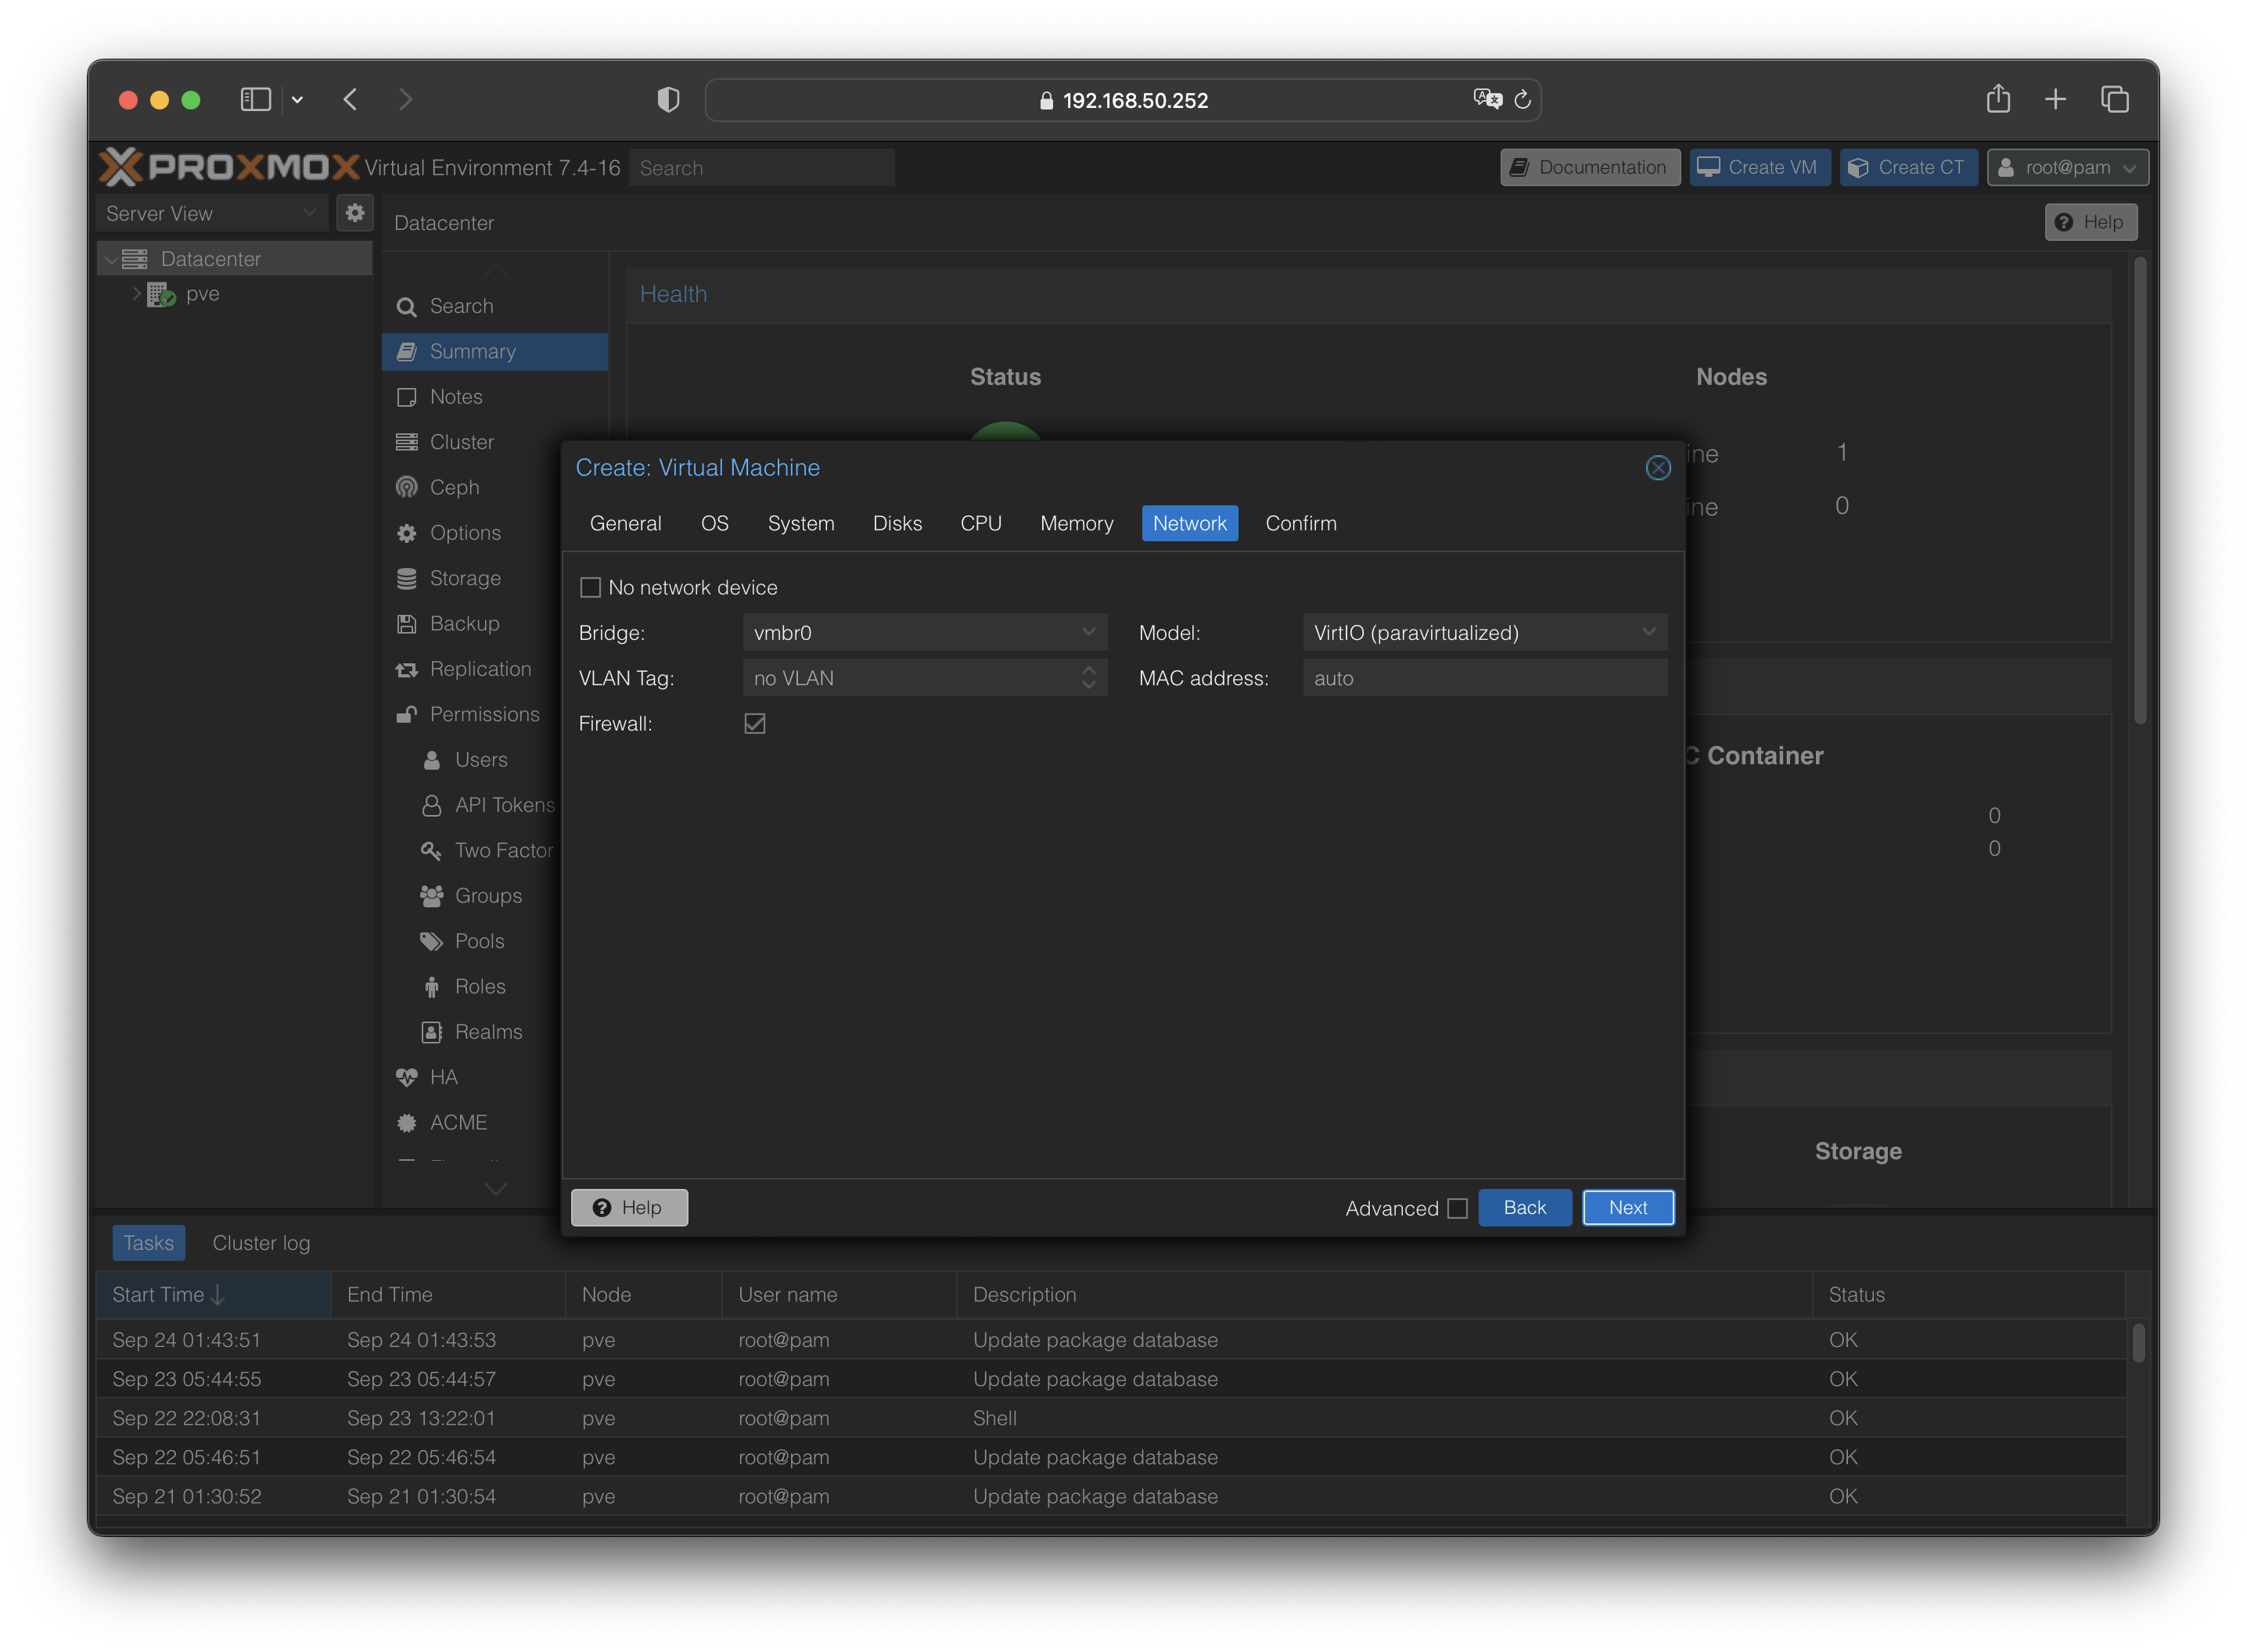 192.168.50.252
PROXMOX Virtual Environment 7.4-16 Search Documentation Create VM Create CT root@pam
Server View
Datacenter
Help
Datacenter
pve
Search
Summary
Notes
Cluster
Ceph
Options
Storage
Backup
Replication
Permissions
Users
API Tokens
Two Factor
Groups
Pools
Roles
Realms
HA
ACME
Health
Status
Nodes
ine 1
ine 0
C Container
0
0
Storage
Create: Virtual Machine
General OS System Disks CPU Memory Network Confirm
No network device
Bridge: vmbr0 Model: VirtIO (paravirtualized)
VLAN Tag: no VLAN MAC address: auto
Firewall:
Help Advanced Back Next
Tasks Cluster log
Start Time End Time Node User name Description Status
Sep 24 01:43:51 Sep 24 01:43:53 pve root@pam Update package database OK
Sep 23 05:44:55 Sep 23 05:44:57 pve root@pam Update package database OK
Sep 22 22:08:31 Sep 23 13:22:01 pve root@pam Shell OK
Sep 22 05:46:51 Sep 22 05:46:54 pve root@pam Update package database OK
Sep 21 01:30:52 Sep 21 01:30:54 pve root@pam Update package database OK